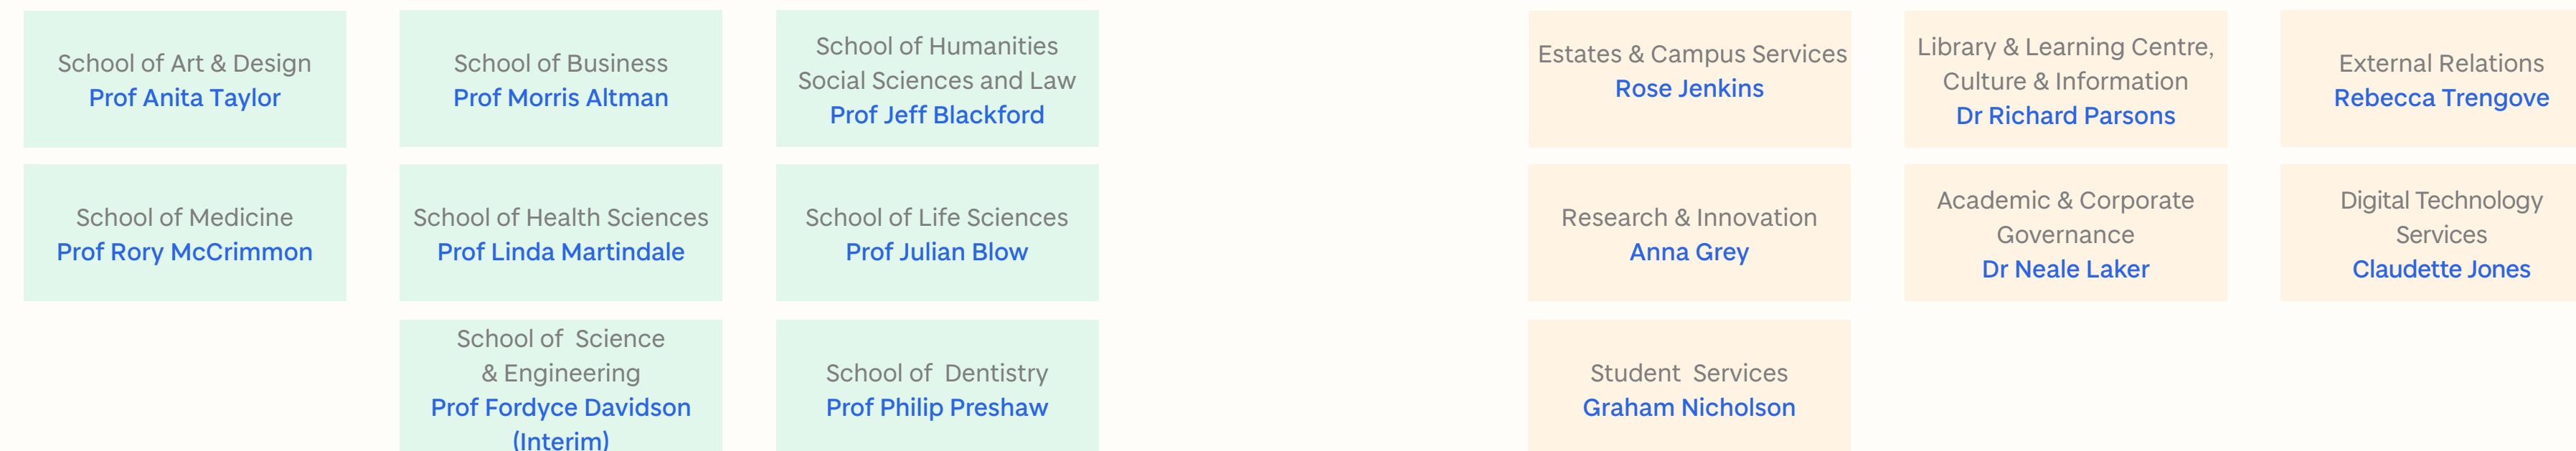 School of Art & Design
Prof Anita Taylor
School of Business
Prof Morris Altman
School of Humanities
Social Sciences and Law
Prof Jeff Blackford
Estates & Campus Services
Rose Jenkins
Library & Learning Centre,
Culture & Information
Dr Richard Parsons
External Relations
Rebecca Trengove
School of Medicine
Prof Rory McCrimmon
School of Health Sciences
Prof Linda Martindale
School of Life Sciences
Prof Julian Blow
Research & Innovation
Anna Grey
Academic & Corporate
Governance
Dr Neale Laker
Digital Technology
Services
Claudette Jones
School of  Science
& Engineering
Prof Fordyce Davidson
(Interim)
School of  Dentistry
Prof Philip Preshaw
Student  Services
Graham Nicholson